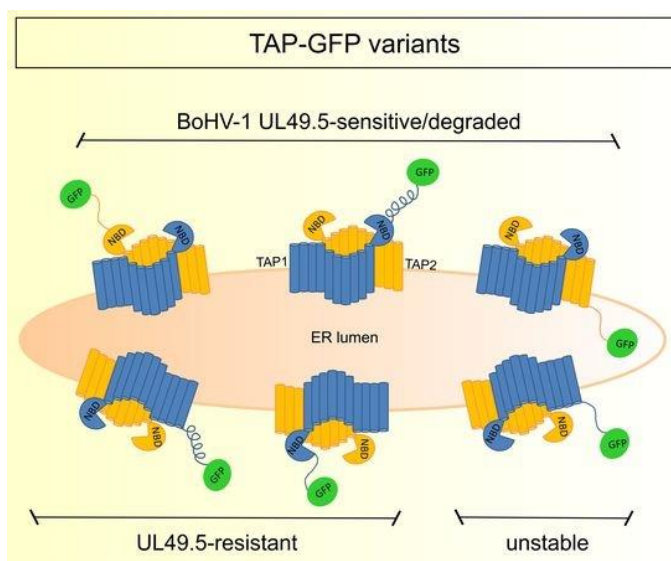 TAP-GFP variants
BoHV-1 UL49.5-sensitive/degraded
GFP
GFP
NBD
NBD
NBD
NBD
NBD
NBD
TAP1
TAP2
ER lumen
GFP
NBD
NBD
NBD
NBD
NBD
NBD
GFP
GFP
GFP
UL49.5-resistant
unstable